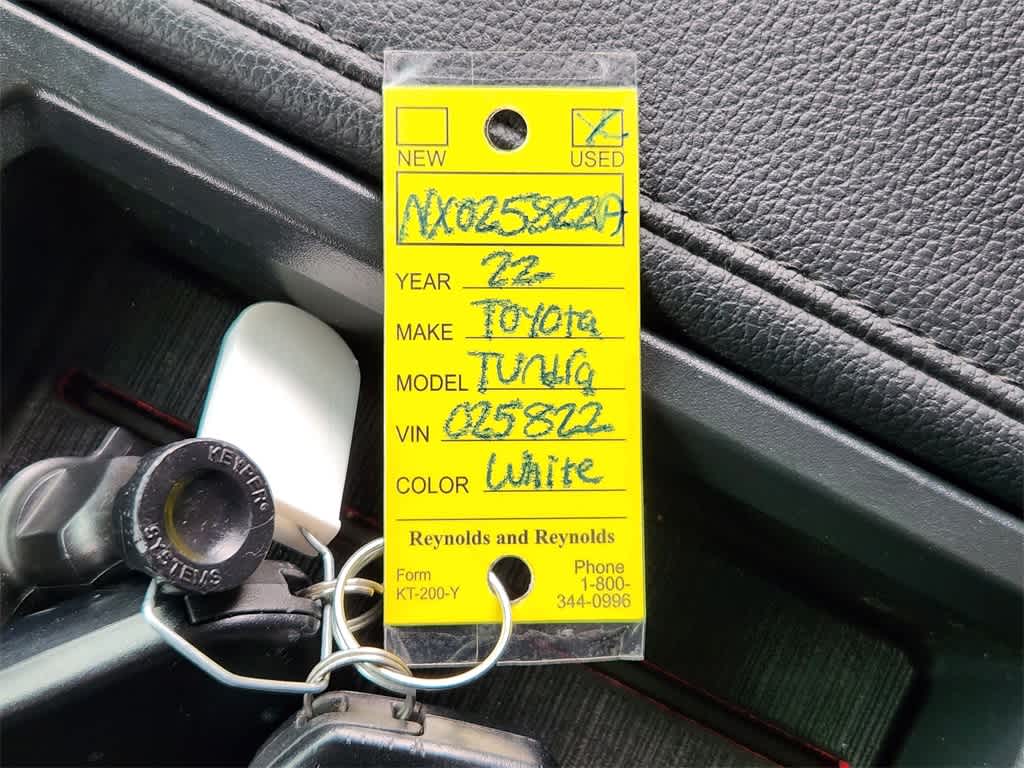 NEW USED
NX025822A
YEAR 22
MAKE Toyota
MODEL TUNdra
VIN 025822
COLOR White
Reynolds and Reynolds
Form
KT-200-Y
Phone
1-800-
344-0996
KEYPER®
SYSTEMS